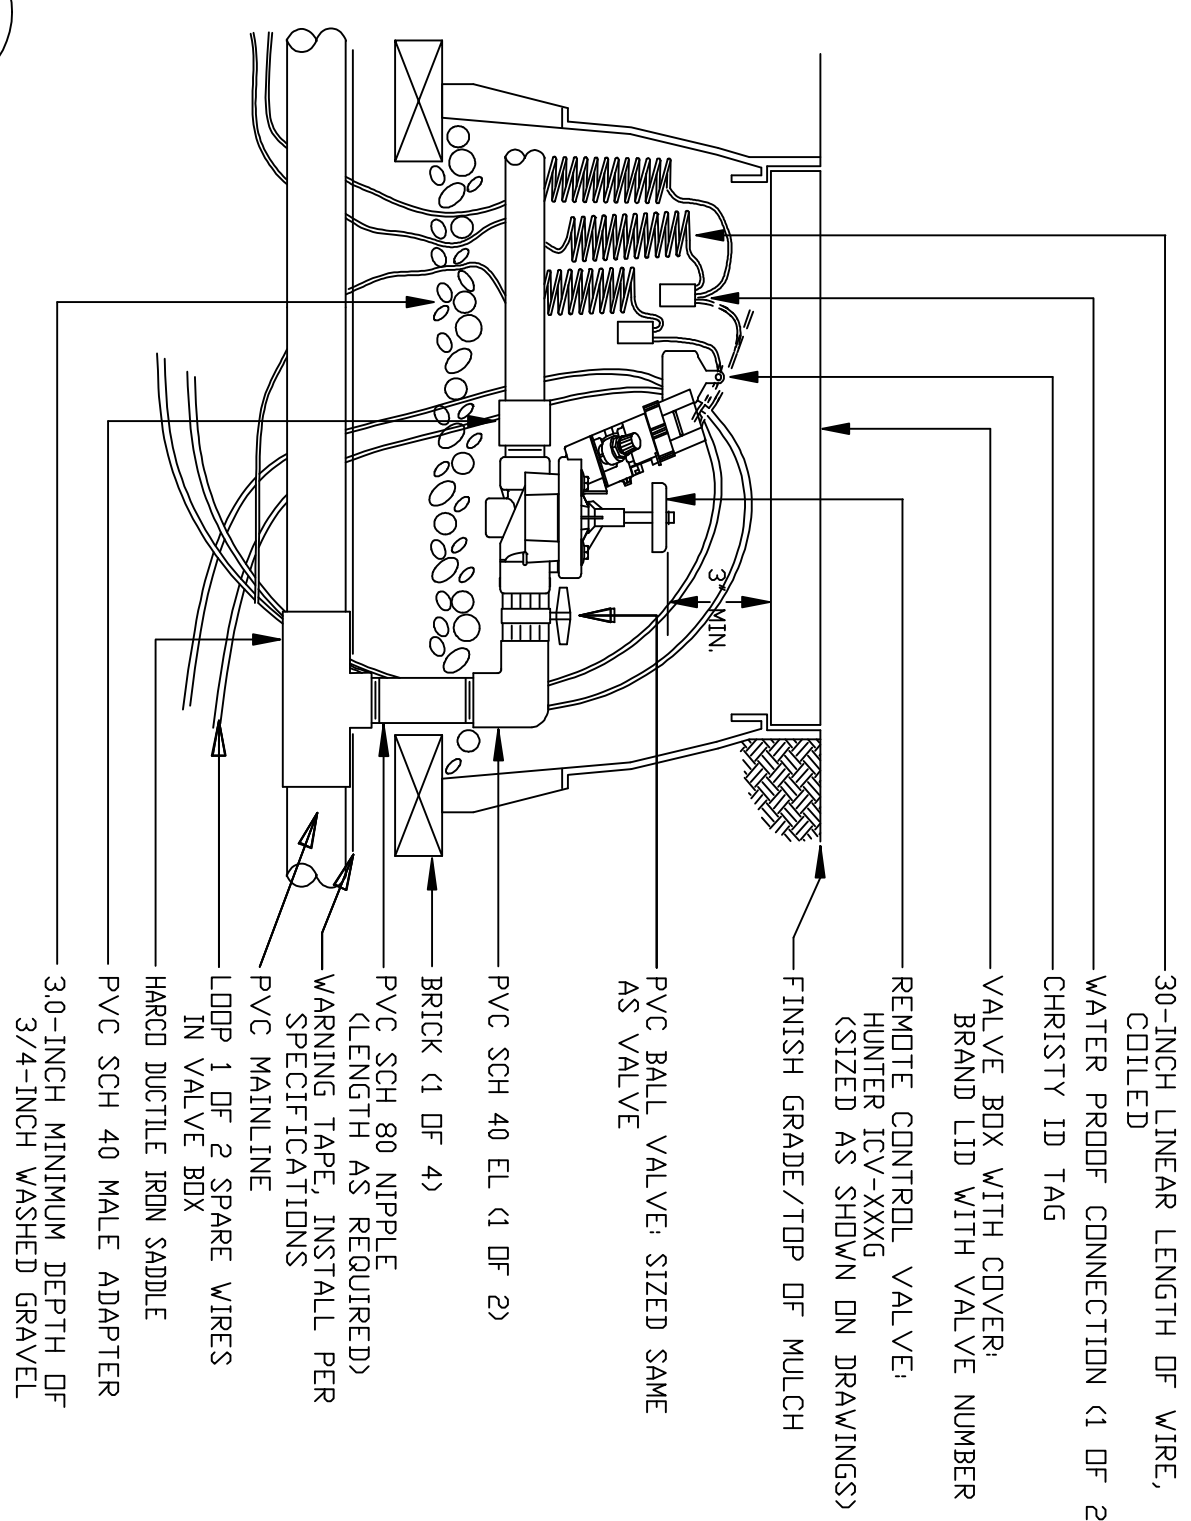 30-INCH LINEAR LENGTH OF WIRE,
COILED
WATER PROOF CONNECTION (1 OF 2
CHRISTY ID TAG
VALVE BOX WITH COVER:
BRAND LID WITH VALVE NUMBER
REMOTE CONTROL VALVE:
HUNTER ICV-XXXG
(SIZED AS SHOWN ON DRAWINGS)
FINISH GRADE/TOP OF MULCH
3" MIN.
PVC BALL VALVE: SIZED SAME
AS VALVE
PVC SCH 40 EL (1 OF 2)
BRICK (1 OF 4)
PVC SCH 80 NIPPLE
(LENGTH AS REQUIRED)
WARNING TAPE, INSTALL PER
SPECIFICATIONS
PVC MAINLINE
LOOP 1 OF 2 SPARE WIRES
IN VALVE BOX
HARCO DUCTILE IRON SADDLE
PVC SCH 40 MALE ADAPTER
3.0-INCH MINIMUM DEPTH OF
3/4-INCH WASHED GRAVEL